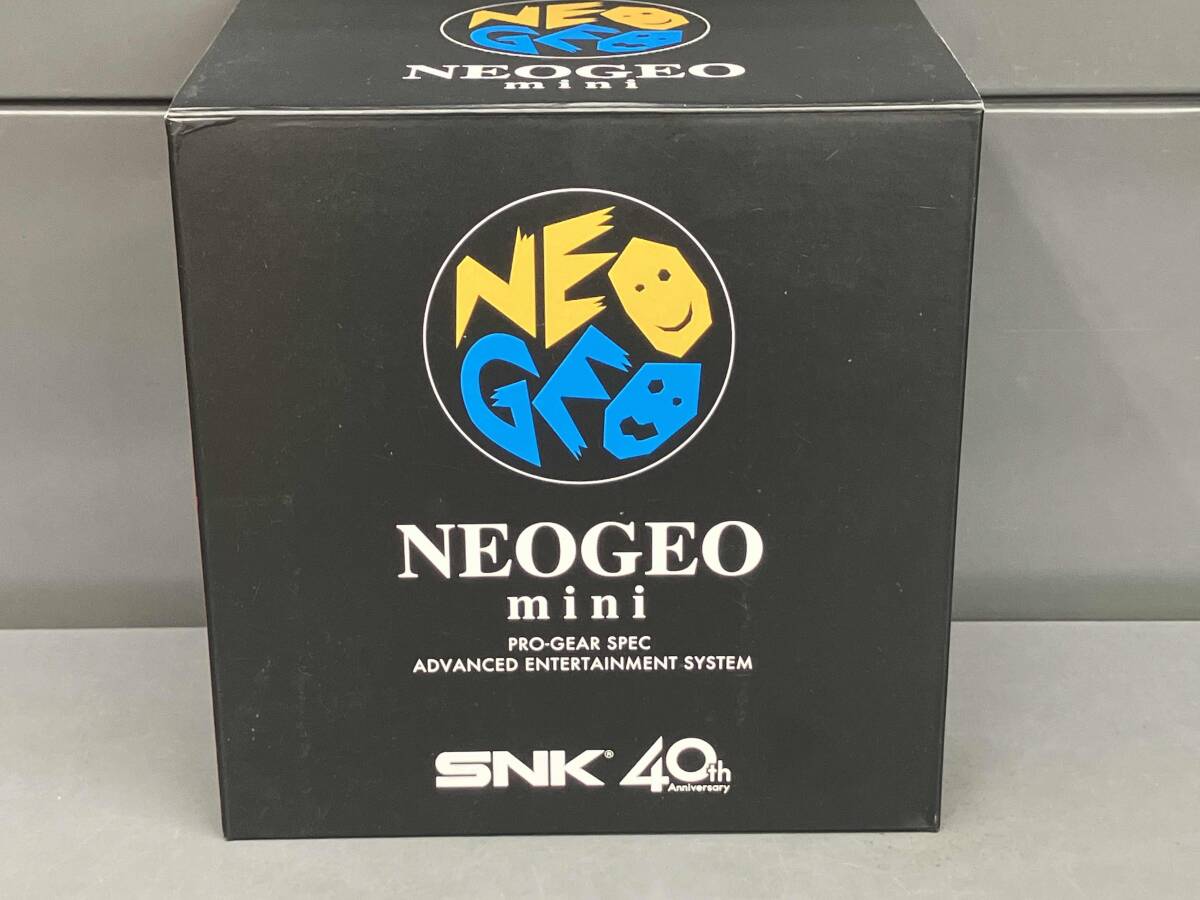 NEO
GEO
NEOGEO
mini
NEO
GEO
NEOGEO
mini
PRO-GEAR SPEC
ADVANCED ENTERTAINMENT SYSTEM
SNK® 40th
Anniversary